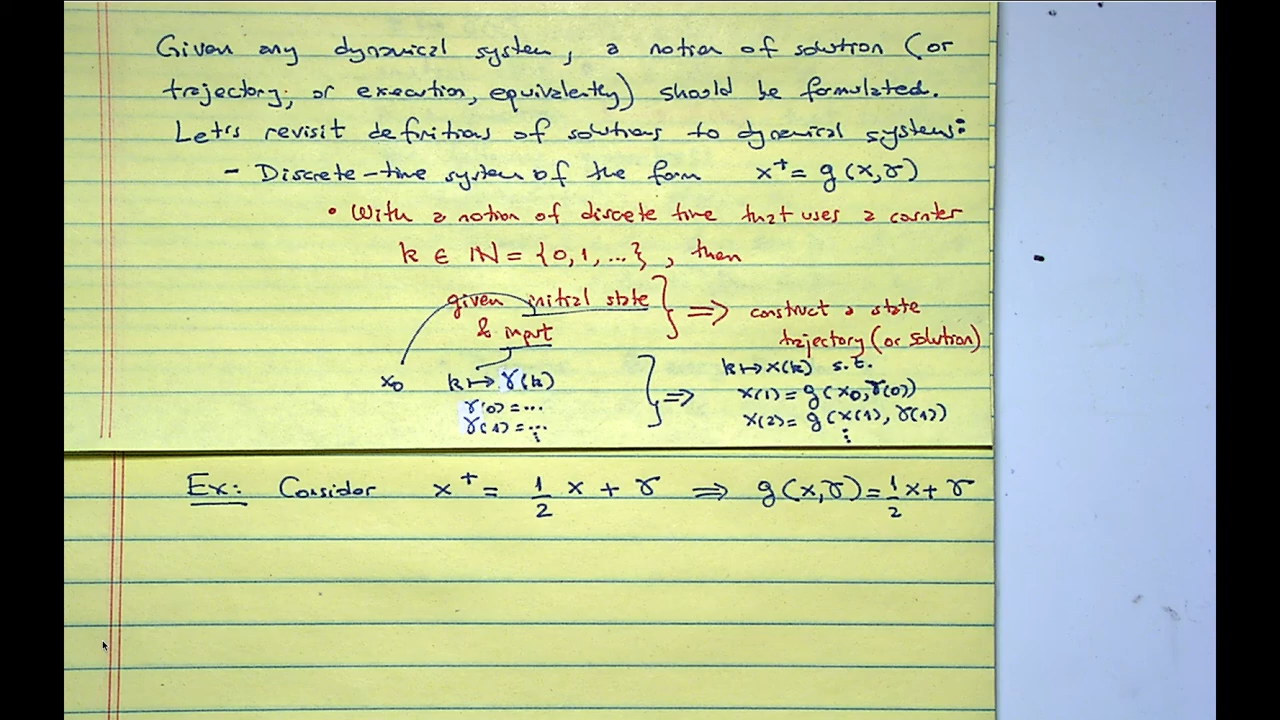 Given any dynamical system, a notion of solution (or
trajectory, or execution, equivalently) should be formulated.
Let's revisit definitions of solutions to dynamical systems:
- Discrete-time system of the form x⁺ = g(x,γ)
• With a notion of discrete time that uses a counter
k ∈ ℕ = {0,1,...}, then
given initial state } ⇒ construct a state
& input trajectory (or solution)
x₀ k ↦ γ(k) } ⇒ k ↦ x(k) s.t.
γ(0) = ... x(1) = g(x₀,γ(0))
γ(1) = ... x(2) = g(x(1),γ(1))
⋮ ⋮
Ex: Consider x⁺ = 1/2 x + γ ⇒ g(x,γ) = 1/2 x + γ